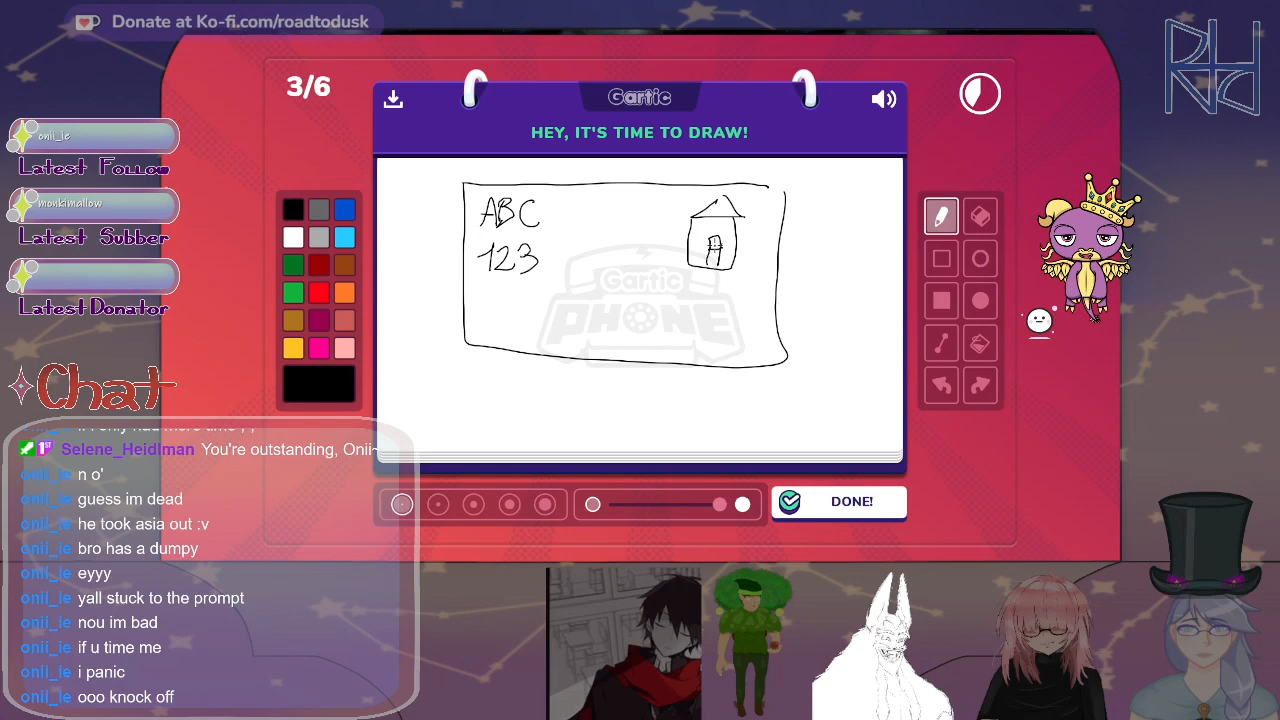 Donate at Ko-fi.com/roadtodusk
3/6
Gartic
HEY, IT'S TIME TO DRAW!
onii_ie
Latest Follow
monkimallow
Latest Subber
Latest Donator
ABC
123
Gartic
PHONE
Chat
Selene_Heidlman You're outstanding, Onii~
onii_ie n o'
onii_ie guess im dead
onii_ie he took asia out :v
onii_ie bro has a dumpy
onii_ie eyyy
onii_ie yall stuck to the prompt
onii_ie nou im bad
onii_ie if u time me
onii_ie i panic
onii_ie ooo knock off
DONE!